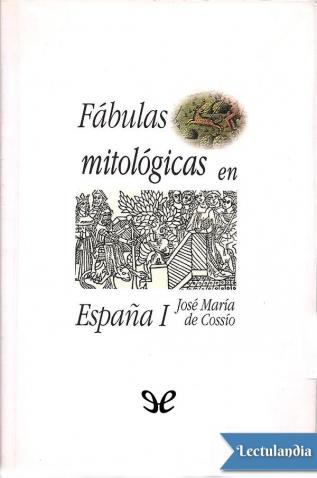 Fábulas
mitológicas en
España I
José María
de Cossío
Lectulandia